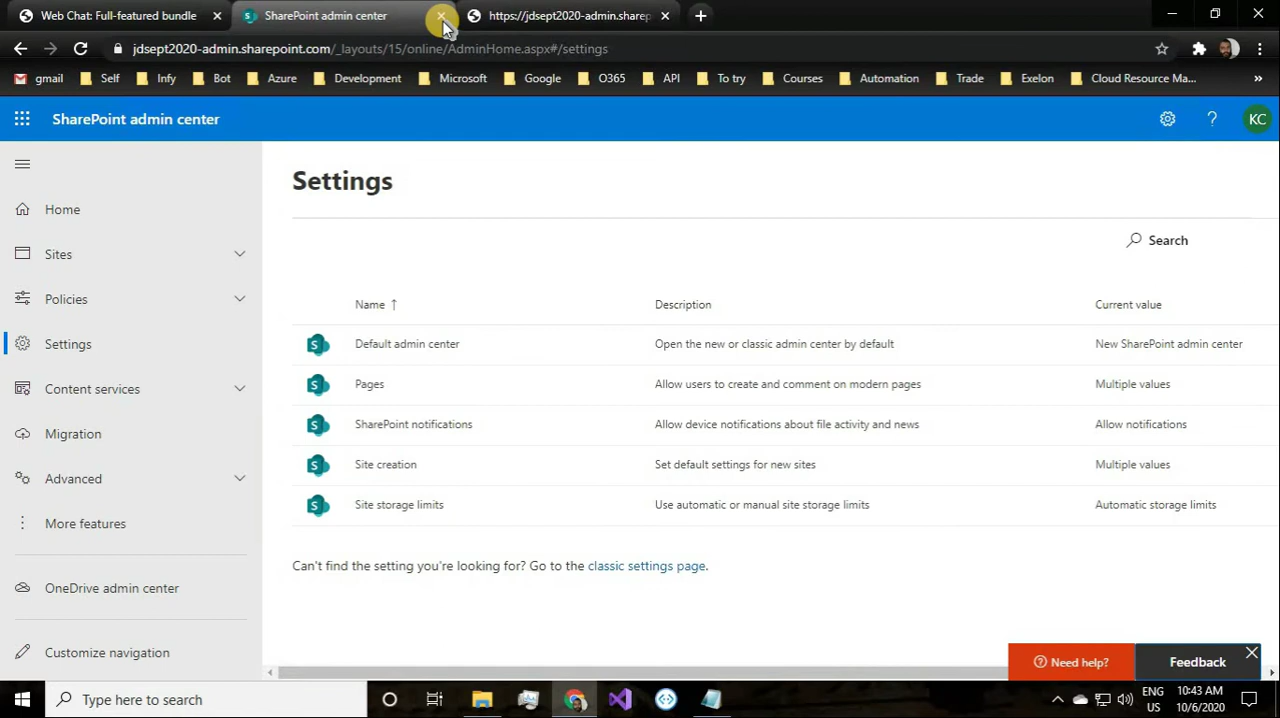 Web Chat: Full-featured bundle
SharePoint admin center
https://jdsept2020-admin.sharep
jdsept2020-admin.sharepoint.com/_layouts/15/online/AdminHome.aspx#/settings
gmail Self Infy Bot Azure Development Microsoft Google O365 API To try Courses Automation Trade Exelon Cloud Resource Ma... »
SharePoint admin center
? KC
Home
Sites
Policies
Settings
Content services
Migration
Advanced
More features
OneDrive admin center
Customize navigation
Settings
Search
Name ↑ Description Current value
Default admin center Open the new or classic admin center by default New SharePoint admin center
Pages Allow users to create and comment on modern pages Multiple values
SharePoint notifications Allow device notifications about file activity and news Allow notifications
Site creation Set default settings for new sites Multiple values
Site storage limits Use automatic or manual site storage limits Automatic storage limits
Can't find the setting you're looking for? Go to the classic settings page.
Need help? Feedback
Type here to search
ENG
US
10:43 AM
10/6/2020